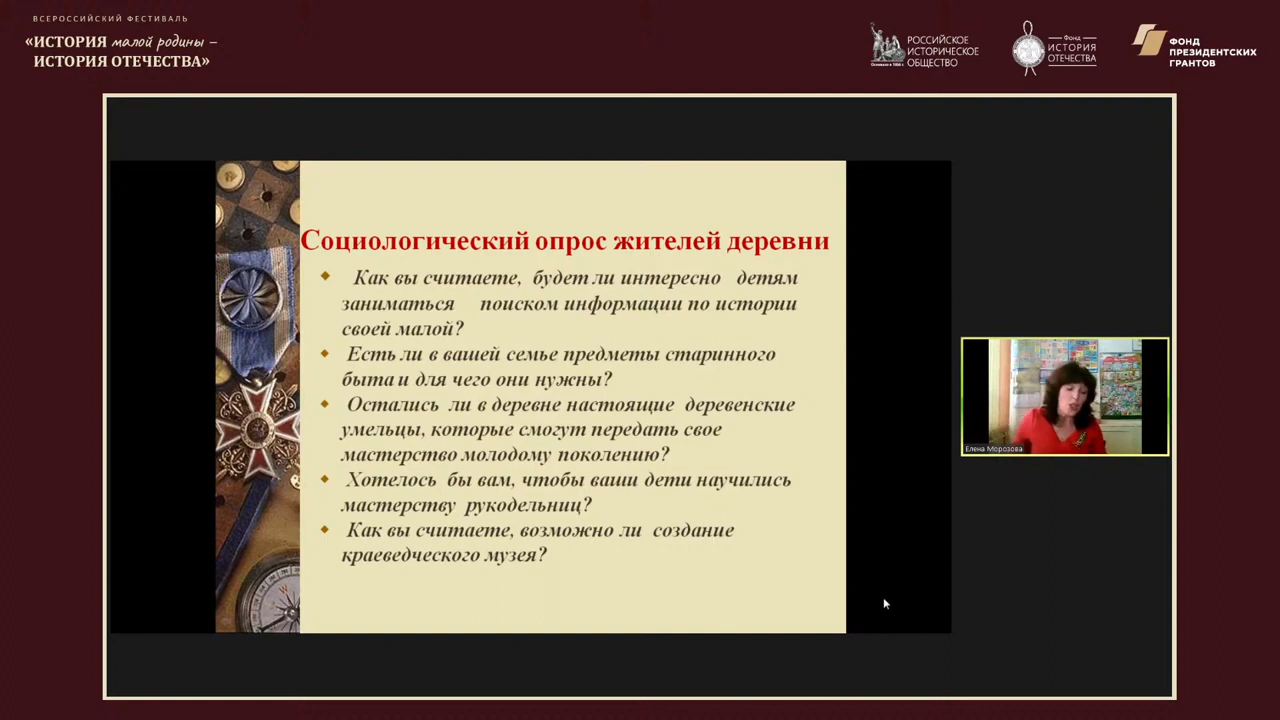 ВСЕРОССИЙСКИЙ ФЕСТИВАЛЬ
«ИСТОРИЯ малой родины –
ИСТОРИЯ ОТЕЧЕСТВА»
РОССИЙСКОЕ
ИСТОРИЧЕСКОЕ
ОБЩЕСТВО
Основано в 1866 г.
Фонд
ИСТОРИЯ
ОТЕЧЕСТВА
ФОНД
ПРЕЗИДЕНТСКИХ
ГРАНТОВ
Социологический опрос жителей деревни
Как вы считаете, будет ли интересно детям
заниматься поиском информации по истории
своей малой?
Есть ли в вашей семье предметы старинного
быта и для чего они нужны?
Остались ли в деревне настоящие деревенские
умельцы, которые смогут передать свое
мастерство молодому поколению?
Хотелось бы вам, чтобы ваши дети научились
мастерству рукодельниц?
Как вы считаете, возможно ли создание
краеведческого музея?
Елена Морозова